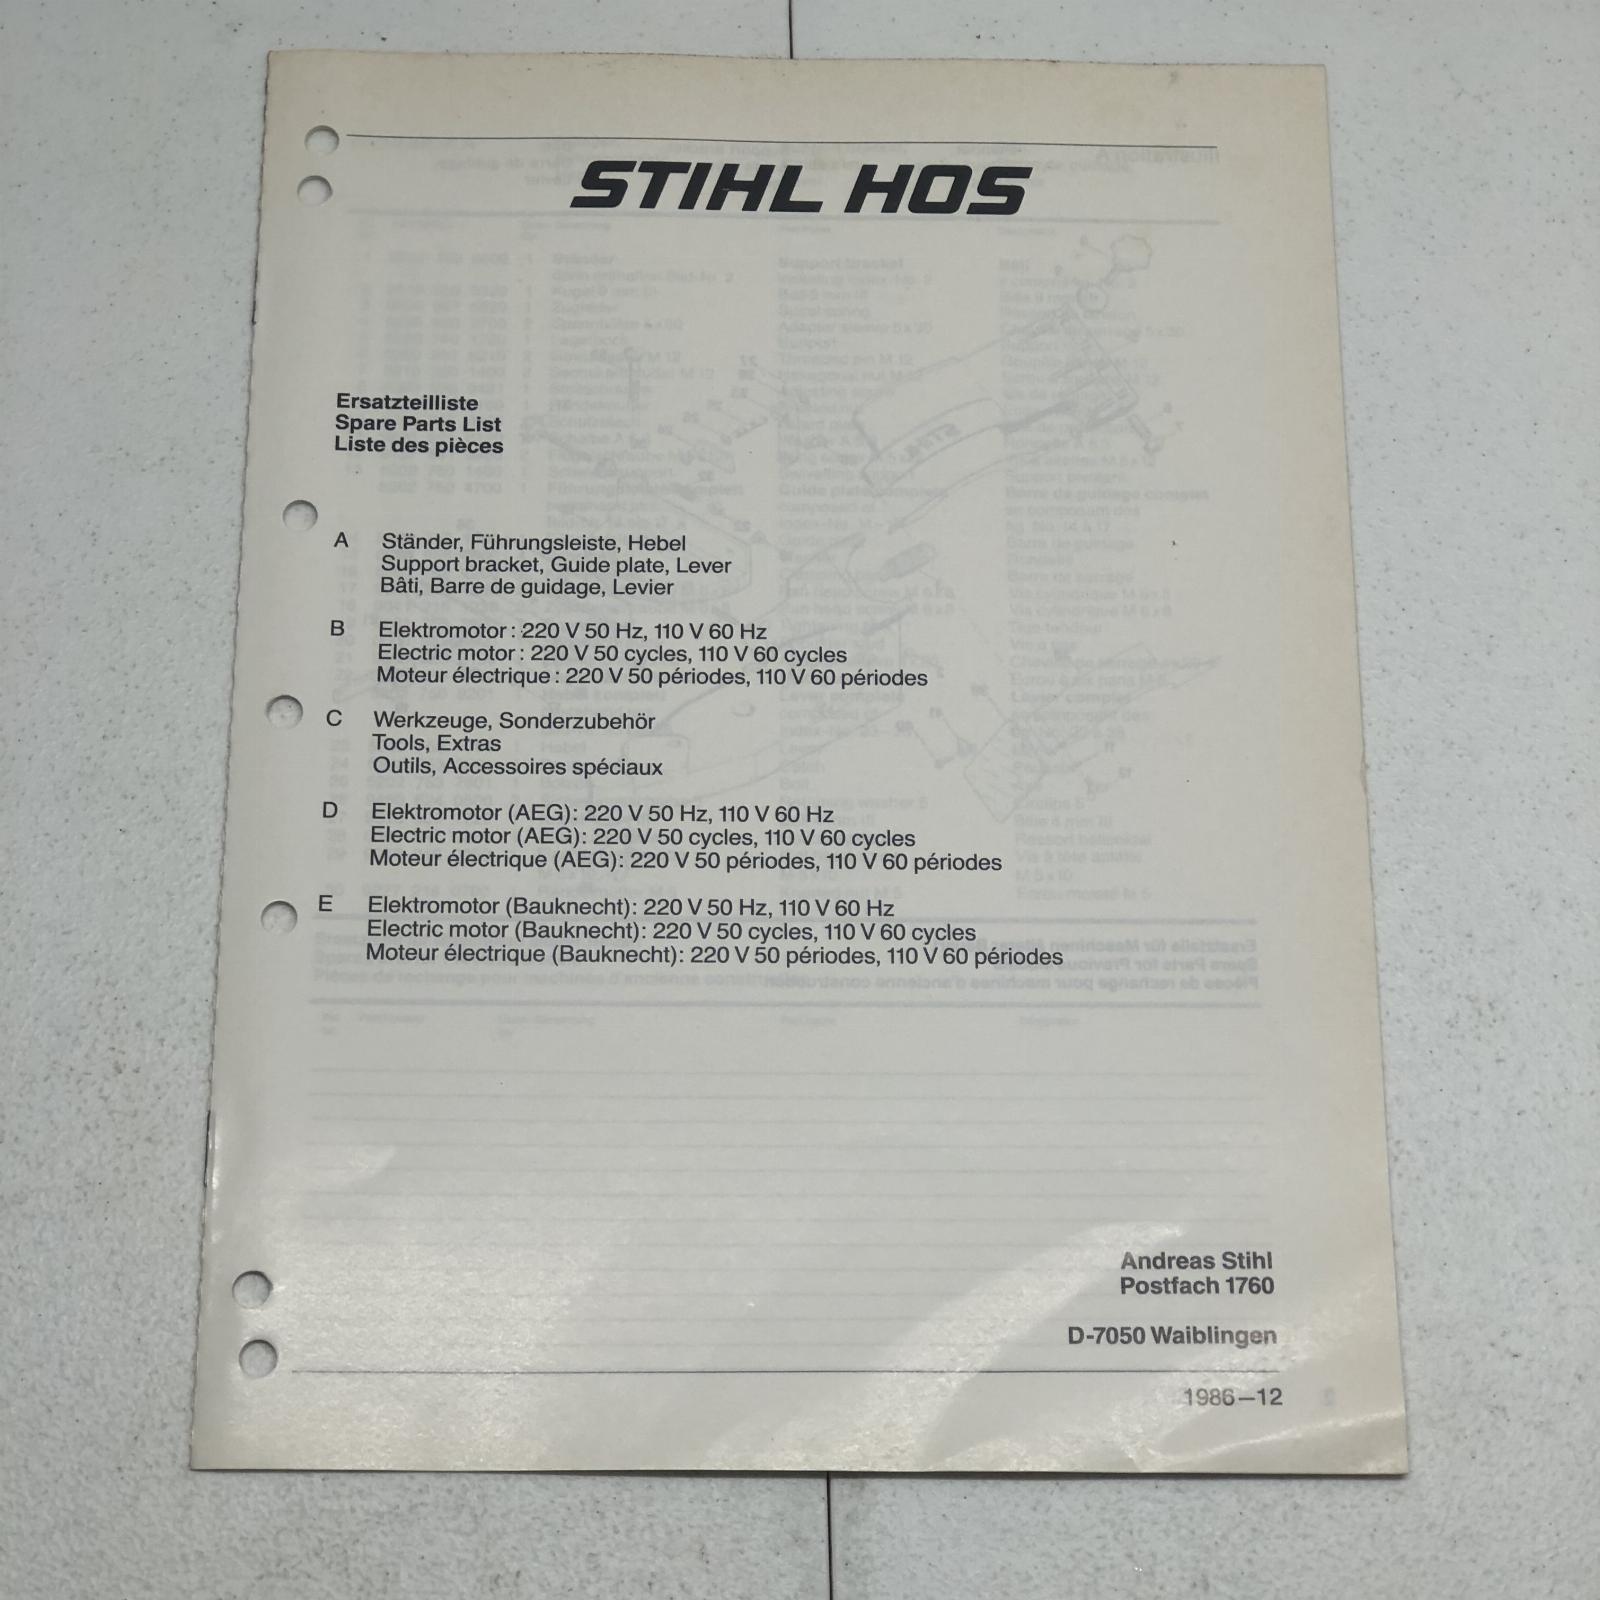 STIHL HOS
Ersatzteilliste
Spare Parts List
Liste des pièces
A Ständer, Führungsleiste, Hebel
Support bracket, Guide plate, Lever
Bâti, Barre de guidage, Levier
B Elektromotor: 220 V 50 Hz, 110 V 60 Hz
Electric motor: 220 V 50 cycles, 110 V 60 cycles
Moteur électrique: 220 V 50 périodes, 110 V 60 périodes
C Werkzeuge, Sonderzubehör
Tools, Extras
Outils, Accessoires spéciaux
D Elektromotor (AEG): 220 V 50 Hz, 110 V 60 Hz
Electric motor (AEG): 220 V 50 cycles, 110 V 60 cycles
Moteur électrique (AEG): 220 V 50 périodes, 110 V 60 périodes
E Elektromotor (Bauknecht): 220 V 50 Hz, 110 V 60 Hz
Electric motor (Bauknecht): 220 V 50 cycles, 110 V 60 cycles
Moteur électrique (Bauknecht): 220 V 50 périodes, 110 V 60 périodes
Andreas Stihl
Postfach 1760
D-7050 Waiblingen
1986–12